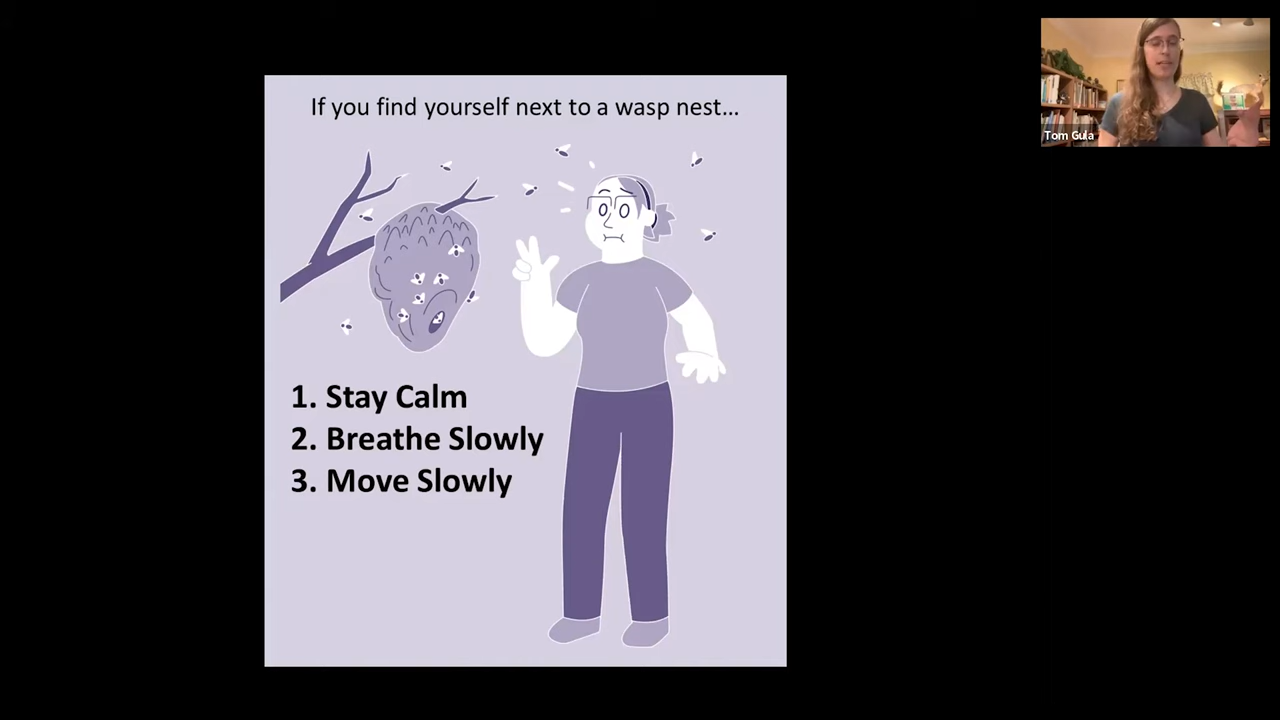 If you find yourself next to a wasp nest...
1. Stay Calm
2. Breathe Slowly
3. Move Slowly
Tom Gula